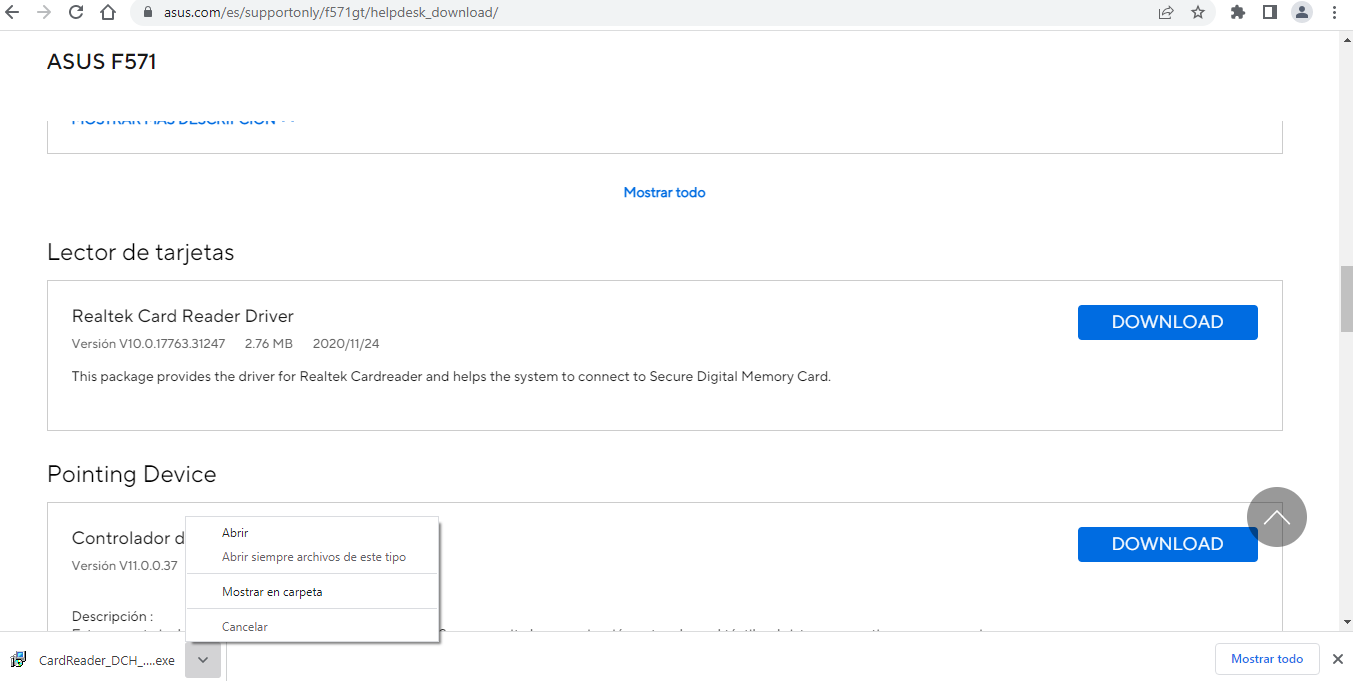 asus.com/es/supportonly/f571gt/helpdesk_download/
ASUS F571
MOSTRAR MÁS DESCRIPCIÓN
Mostrar todo
Lector de tarjetas
Realtek Card Reader Driver
DOWNLOAD
Versión V10.0.17763.31247 2.76 MB 2020/11/24
This package provides the driver for Realtek Cardreader and helps the system to connect to Secure Digital Memory Card.
Pointing Device
Controlador d
DOWNLOAD
Versión V11.0.0.37
Descripción :
Abrir
Abrir siempre archivos de este tipo
Mostrar en carpeta
Cancelar
CardReader_DCH_....exe
Mostrar todo